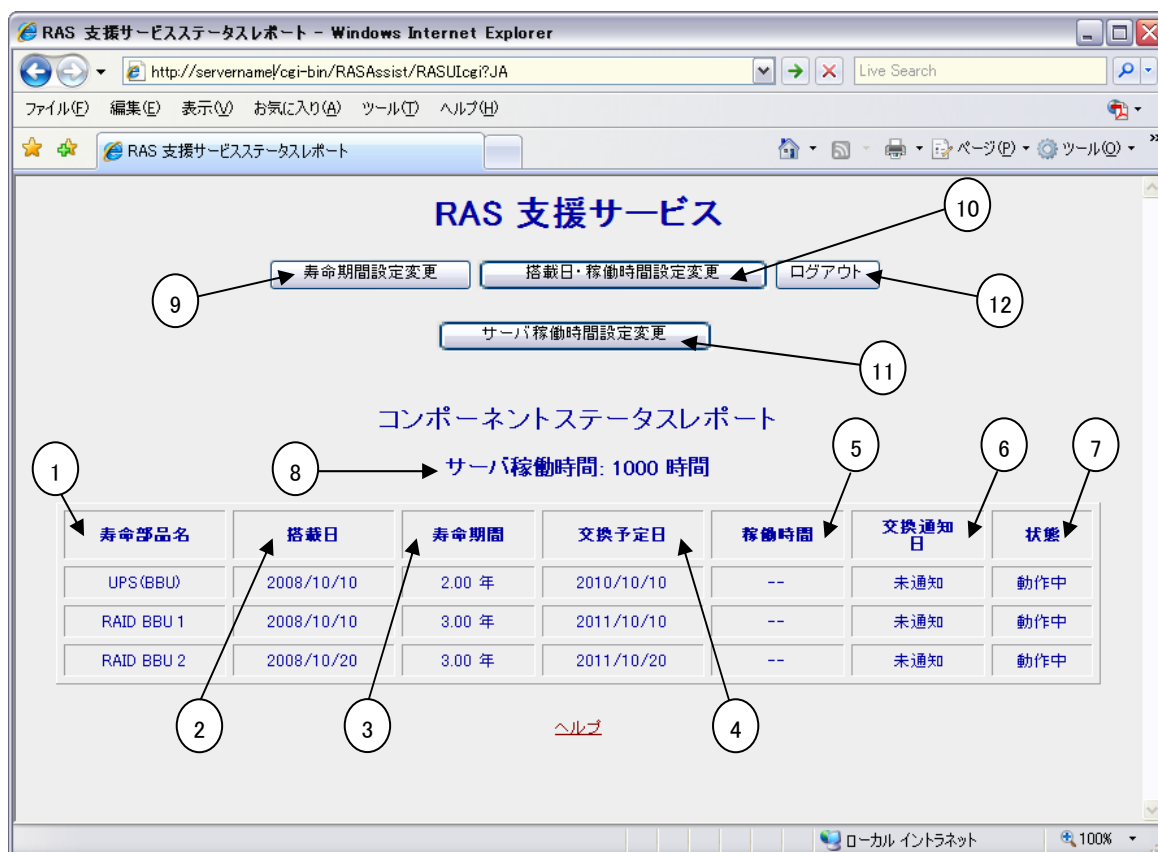 RAS 支援サービスステータスレポート - Windows Internet Explorer
http://servername/cgi-bin/RASAssist/RASUIcgi?JA
Live Search
ファイル(F) 編集(E) 表示(V) お気に入り(A) ツール(T) ヘルプ(H)
RAS 支援サービスステータスレポート
ページ(P) ツール(O) »
RAS 支援サービス
10
寿命期間設定変更 搭載日・稼働時間設定変更 ログアウト
9
12
サーバ稼働時間設定変更
11
コンポーネントステータスレポート
1
8
サーバ稼働時間: 1000 時間
5
6
7
寿命部品名 搭載日 寿命期間 交換予定日 稼働時間 交換通知日 状態
UPS(BBU) 2008/10/10 2.00 年 2010/10/10 -- 未通知 動作中
RAID BBU 1 2008/10/10 3.00 年 2011/10/10 -- 未通知 動作中
RAID BBU 2 2008/10/20 3.00 年 2011/10/20 -- 未通知 動作中
2
3
ヘルプ
4
ローカル イントラネット
100%